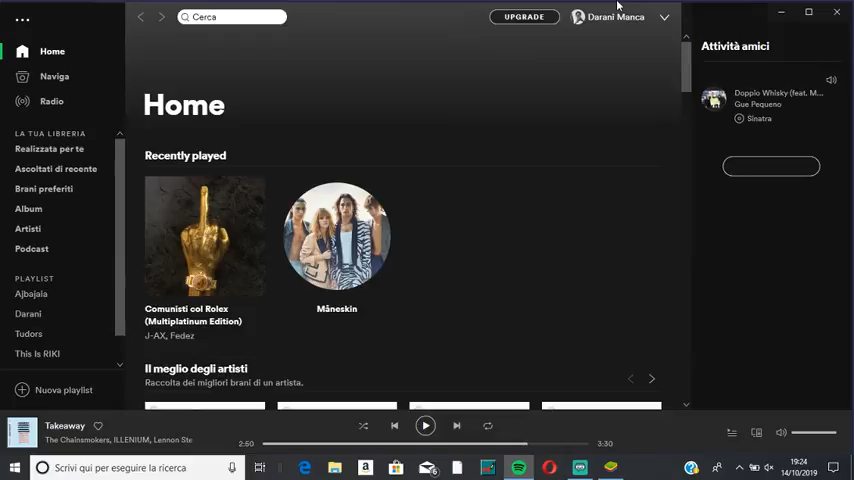 Cerca
UPGRADE
Darani Manca
Home
Naviga
Radio
LA TUA LIBRERIA
Realizzata per te
Ascoltati di recente
Brani preferiti
Album
Artisti
Podcast
PLAYLIST
Ajbajaia
Darani
Tudors
This Is RIKI
Nuova playlist
Home
Recently played
Comunisti col Rolex
(Multiplatinum Edition)
J-AX, Fedez
Måneskin
Il meglio degli artisti
Raccolta dei migliori brani di un artista.
Attività amici
Doppio Whisky (feat. M...
Gue Pequeno
Sinatra
Takeaway
The Chainsmokers, ILLENIUM, Lennon Ste
2:50
3:30
Scrivi qui per eseguire la ricerca
6
19:24
14/10/2019